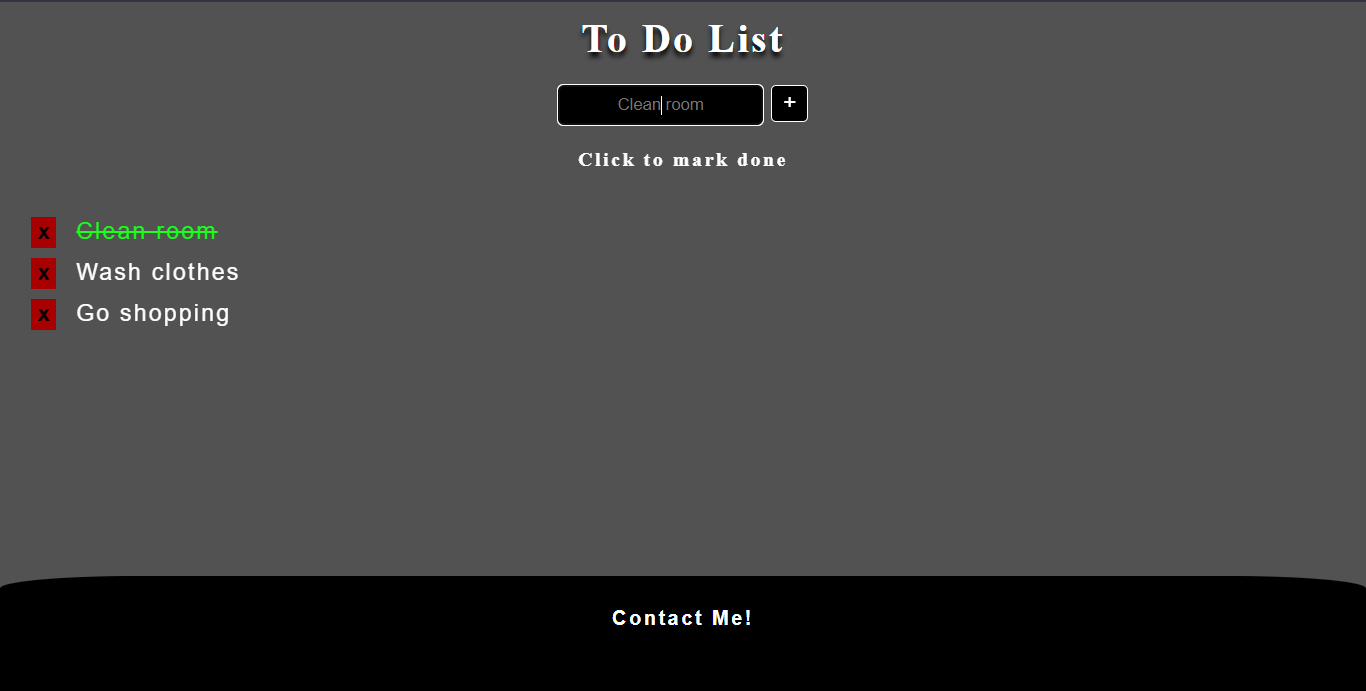 To Do List
Clean room
+
Click to mark done
x Clean room
x Wash clothes
x Go shopping
Contact Me!